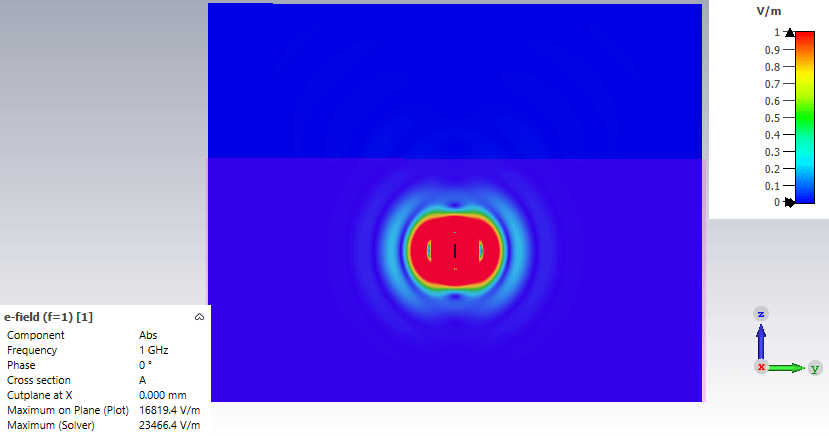 V/m
1
0.9
0.8
0.7
0.6
0.5
0.4
0.3
0.2
0.1
0
e-field (f=1) [1]
Component Abs
Frequency 1 GHz
Phase 0 °
Cross section A
Cutplane at X 0.000 mm
Maximum on Plane (Plot) 16819.4 V/m
Maximum (Solver) 23466.4 V/m
z
x
y